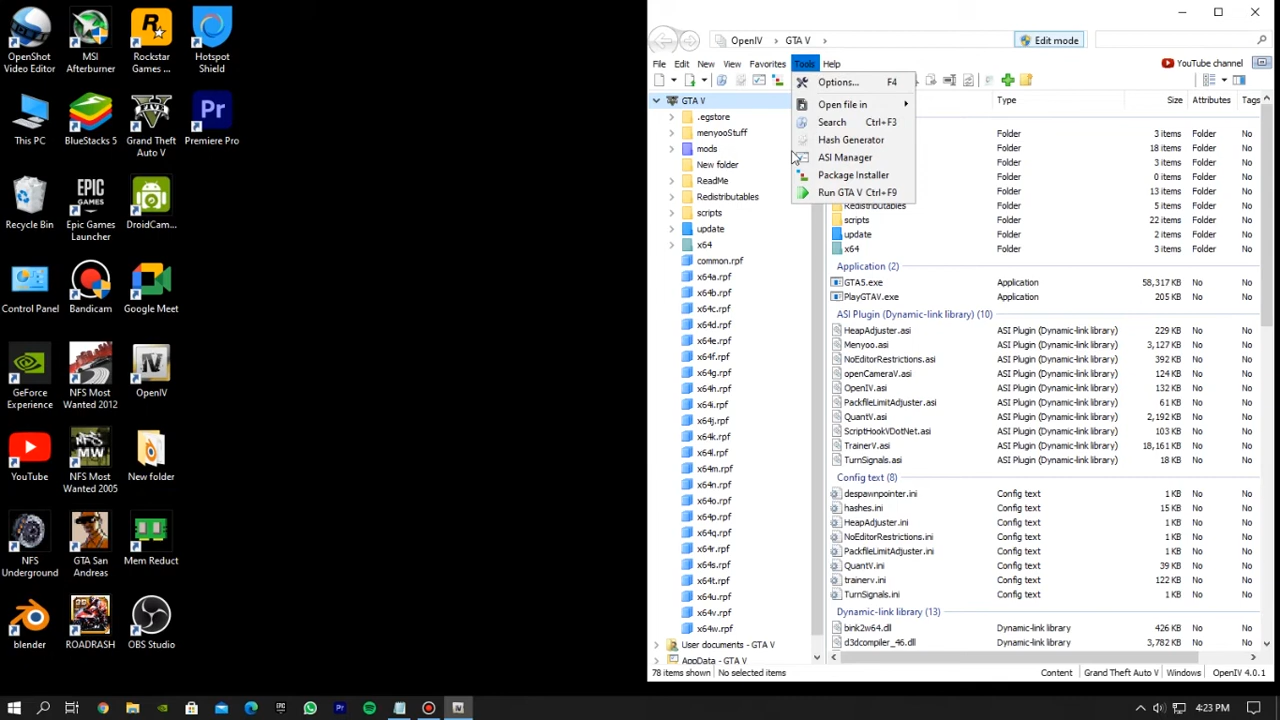 OpenShot
Video Editor
MSI
Afterburner
Rockstar
Games ...
Hotspot
Shield
This PC
BlueStacks 5
Grand Theft
Auto V
Premiere Pro
Recycle Bin
Epic Games
Launcher
DroidCam...
Control Panel
Bandicam
Google Meet
GeForce
Experience
NFS Most
Wanted 2012
OpenIV
YouTube
NFS Most
Wanted 2005
New folder
NFS
Underground
GTA San
Andreas
Mem Reduct
blender
ROADRASH
OBS Studio
OpenIV GTA V
Edit mode
File Edit New View Favorites Tools Help
YouTube channel
Options... F4
Open file in
Search Ctrl+F3
Hash Generator
ASI Manager
Package Installer
Run GTA V Ctrl+F9
GTA V
.egstore
menyooStuff
mods
New folder
ReadMe
Redistributables
scripts
update
x64
common.rpf
x64a.rpf
x64b.rpf
x64c.rpf
x64d.rpf
x64e.rpf
x64f.rpf
x64g.rpf
x64h.rpf
x64i.rpf
x64j.rpf
x64k.rpf
x64l.rpf
x64m.rpf
x64n.rpf
x64o.rpf
x64p.rpf
x64q.rpf
x64r.rpf
x64s.rpf
x64t.rpf
x64u.rpf
x64v.rpf
x64w.rpf
User documents - GTA V
AppData - GTA V
Type Size Attributes Tags
Folder 3 items No
Folder 18 items No
Folder 3 items No
Folder No
Folder 13 items No
Redistributables Folder 5 items No
scripts Folder 22 items No
update Folder 2 items No
x64 Folder 3 items No
Application (2)
GTA5.exe Application 58,317 KB No
PlayGTAV.exe Application 205 KB No
ASI Plugin (Dynamic-link library) (10)
HeapAdjuster.asi ASI Plugin (Dynamic-link library) 229 KB No
Menyoo.asi ASI Plugin (Dynamic-link library) 3,127 KB No
NoEditorRestrictions.asi ASI Plugin (Dynamic-link library) 392 KB No
openCameraV.asi ASI Plugin (Dynamic-link library) 124 KB No
OpenIV.asi ASI Plugin (Dynamic-link library) 132 KB No
PackfileLimitAdjuster.asi ASI Plugin (Dynamic-link library) 61 KB No
QuantV.asi ASI Plugin (Dynamic-link library) 2,192 KB No
ScriptHookVDotNet.asi ASI Plugin (Dynamic-link library) 103 KB No
TrainerV.asi ASI Plugin (Dynamic-link library) 18,161 KB No
TurnSignals.asi ASI Plugin (Dynamic-link library) 18 KB No
Config text (8)
despawnpointer.ini Config text 1 KB No
hashes.ini Config text 15 KB No
HeapAdjuster.ini Config text 1 KB No
NoEditorRestrictions.ini Config text 1 KB No
PackfileLimitAdjuster.ini Config text 1 KB No
QuantV.ini Config text 39 KB No
trainerv.ini Config text 122 KB No
TurnSignals.ini Config text 1 KB No
Dynamic-link library (13)
bink2w64.dll Dynamic-link library 426 KB No
d3dcompiler_46.dll Dynamic-link library 3,782 KB No
78 items shown No selected items
Content Grand Theft Auto V Windows OpenIV 4.0.1
4:23 PM